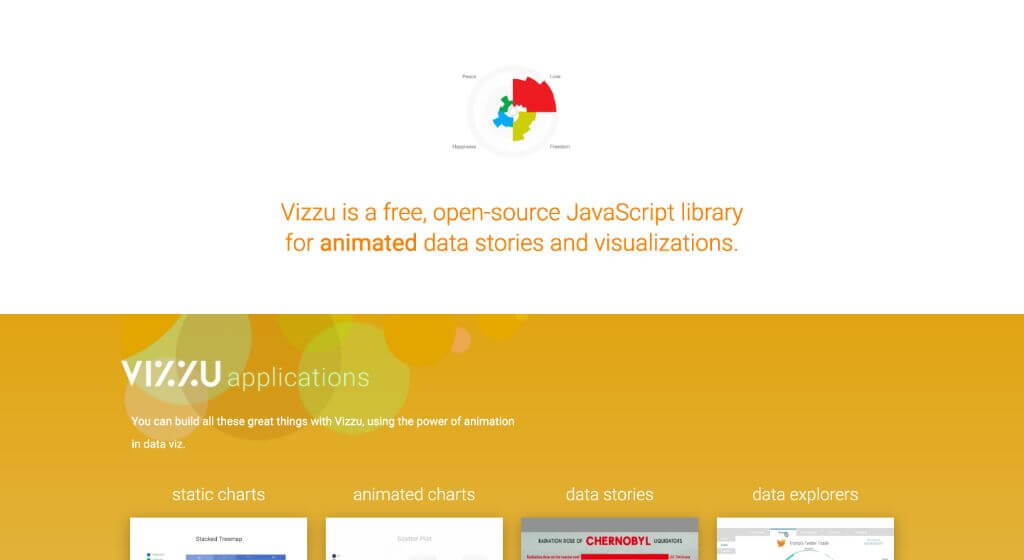 Peace
Love
Happiness
Freedom
Vizzu is a free, open-source JavaScript library
for animated data stories and visualizations.
VIZZU applications
You can build all these great things with Vizzu, using the power of animation
in data viz.
static charts
animated charts
data stories
data explorers
Stacked Treemap
Scatter Plot
RADIATION DOSE OF CHERNOBYL LIQUIDATORS
Trump's Twitter Tirade